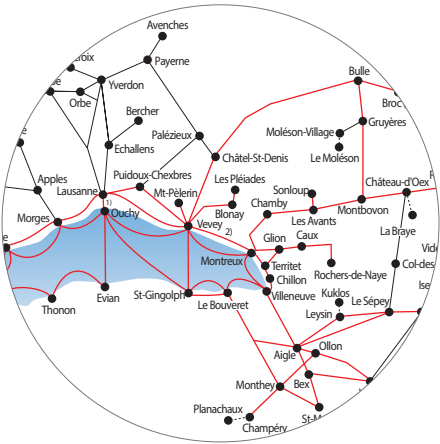 Avenches
Payerne
Yverdon
Orbe
Bercher
Echallens
Palézieux
Bulle
Broc
Gruyères
Moléson-Village
Le Moléson
Châtel-St-Denis
Puidoux-Chexbres
Apples
Lausanne
Mt-Pèlerin
Les Pléiades
Sonloup
Château-d'Oex
Blonay
Chamby
Les Avants
Montbovon
La Braye
Morges
1)
Ouchy
Vevey
2)
Glion
Caux
Montreux
Territet
Chillon
Rochers-de-Naye
Col-des-
Villeneuve
Kuklos
Le Sépey
Leysin
Thonon
Evian
St-Gingolph
Le Bouveret
Aigle
Ollon
Monthey
Bex
St-M
Planachaux
Champéry